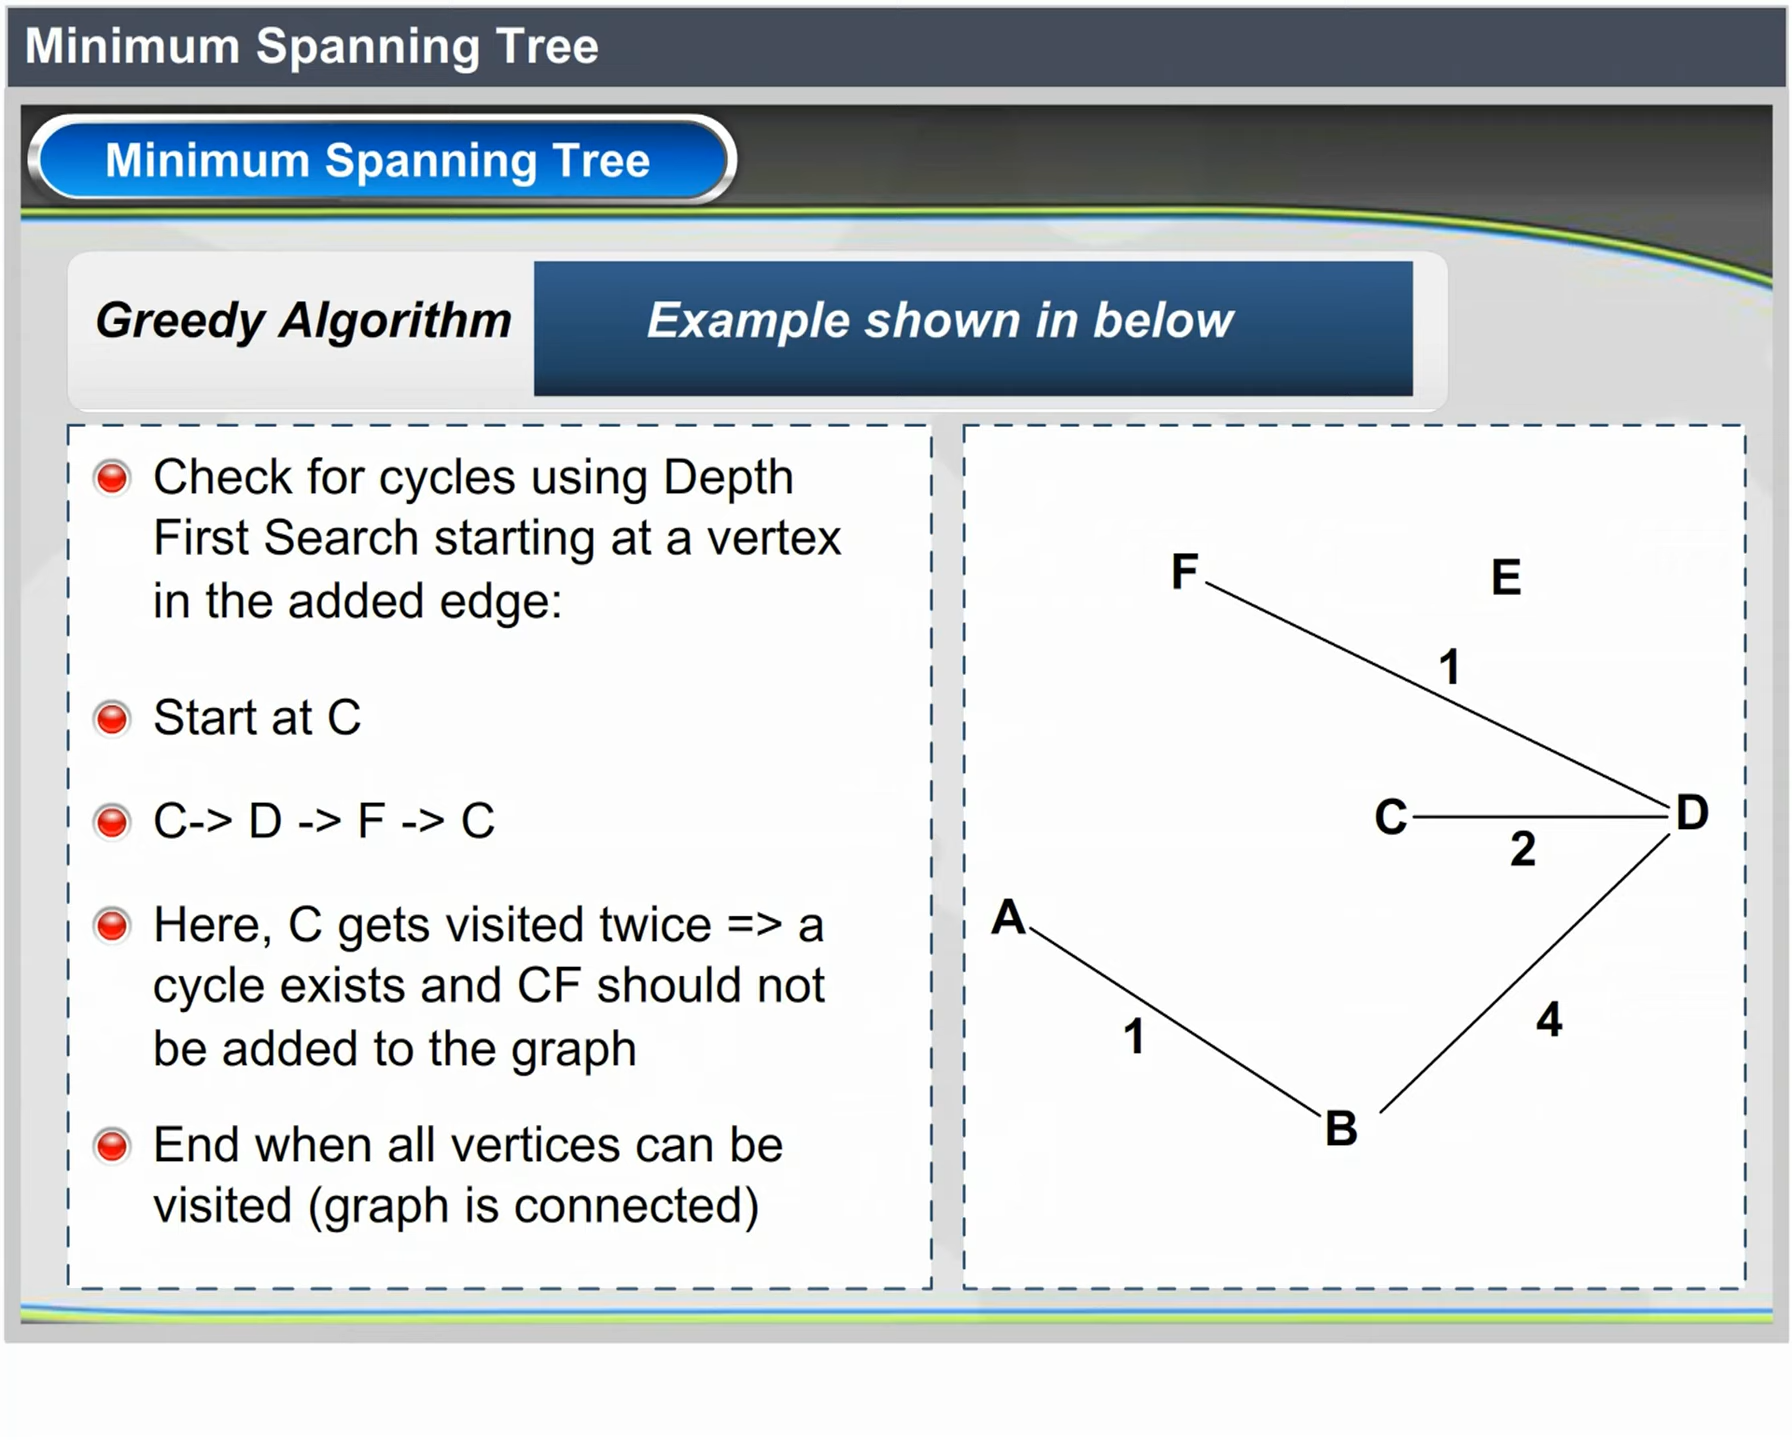 Minimum Spanning Tree
Minimum Spanning Tree
Greedy Algorithm
Example shown in below
Check for cycles using Depth
First Search starting at a vertex
in the added edge:
Start at C
C-> D -> F -> C
Here, C gets visited twice => a
cycle exists and CF should not
be added to the graph
End when all vertices can be
visited (graph is connected)
F
E
1
C
D
2
A
1
4
B